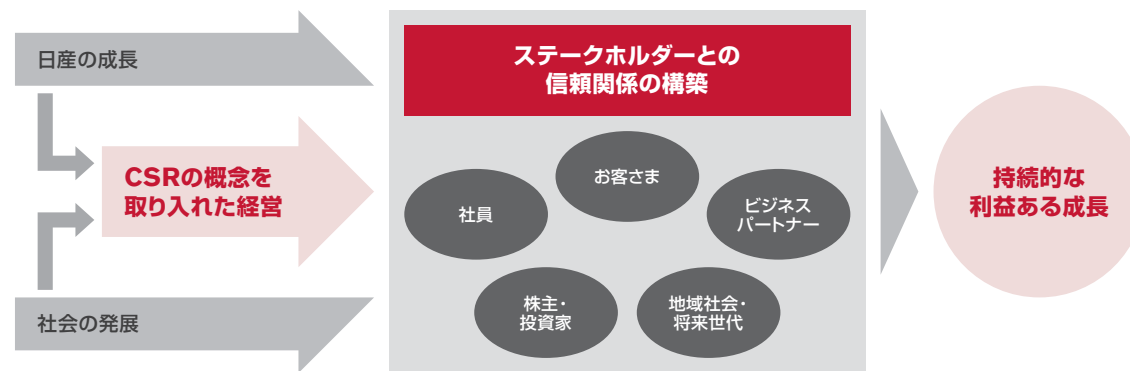 日産の成長
CSRの概念を
取り入れた経営
社会の発展
ステークホルダーとの
信頼関係の構築
お客さま
社員
ビジネス
パートナー
株主・
投資家
地域社会・
将来世代
持続的な
利益ある成長